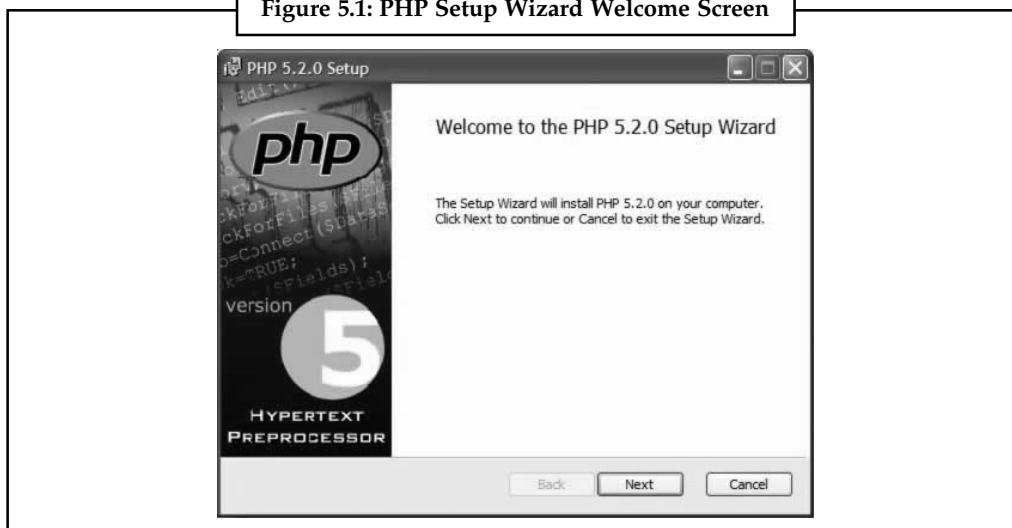 Figure 5.1: PHP Setup Wizard Welcome Screen
PHP 5.2.0 Setup
php
version
5
HYPERTEXT
PREPROCESSOR
Welcome to the PHP 5.2.0 Setup Wizard
The Setup Wizard will install PHP 5.2.0 on your computer.
Click Next to continue or Cancel to exit the Setup Wizard.
Back
Next
Cancel